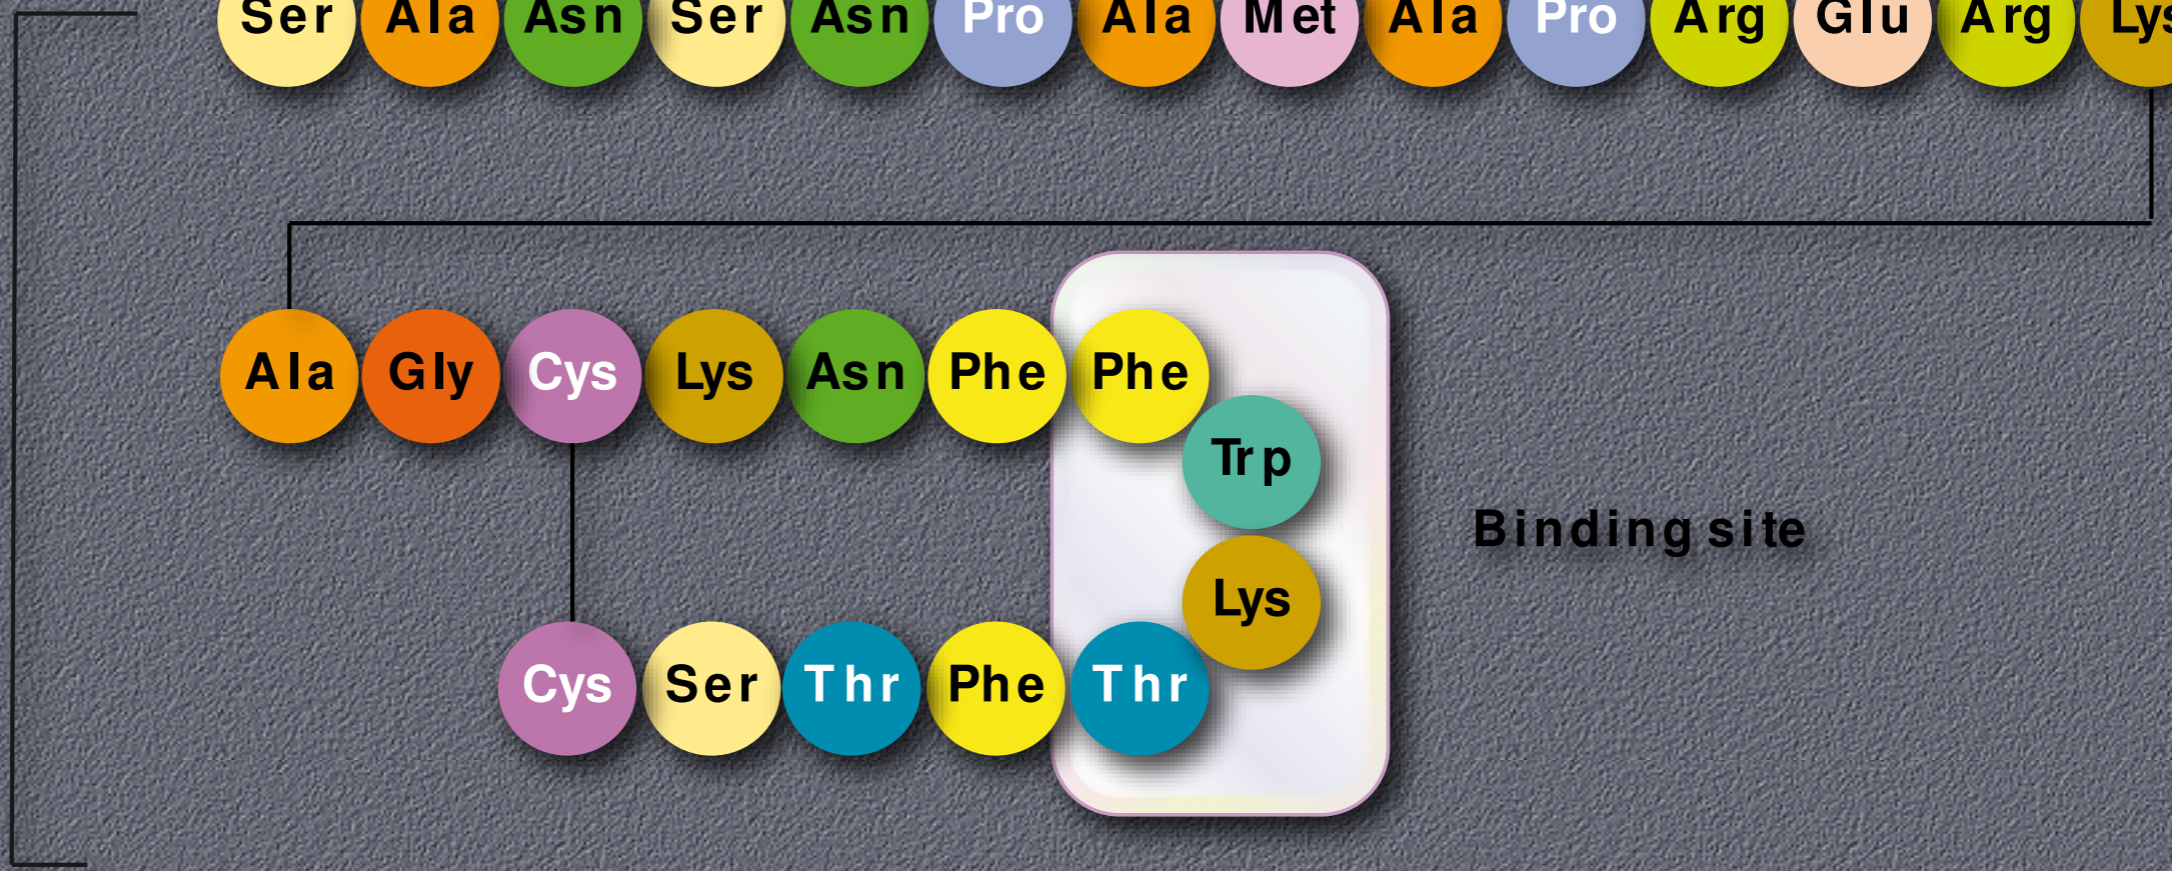 Ser Ala Asn Ser Asn Pro Ala Met Ala Pro Arg Glu Arg Lys
Ala Gly Cys Lys Asn Phe Phe
Trp
Binding site
Lys
Cys Ser Thr Phe Thr